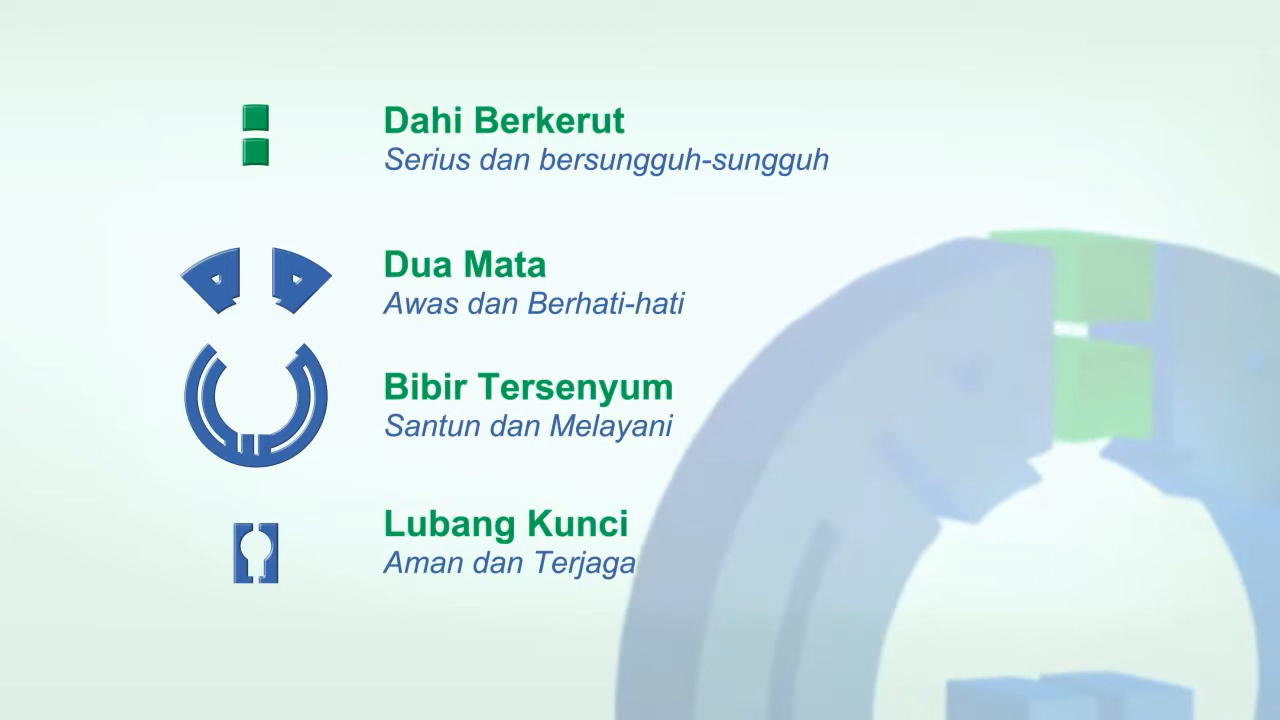 Dahi Berkerut
Serius dan bersungguh-sungguh
Dua Mata
Awas dan Berhati-hati
Bibir Tersenyum
Santun dan Melayani
Lubang Kunci
Aman dan Terjaga